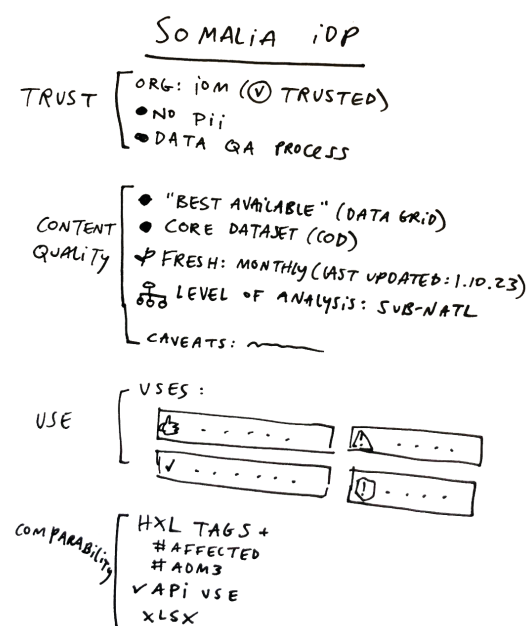 SOMALIA iDP
TRUST
ORG: iOM (✓ TRUSTED)
• NO Pii
• DATA QA PROCESS
CONTENT
QUALITY
• "BEST AVAILABLE" (DATA GRID)
• CORE DATASET (COD)
FRESH: MONTHLY (LAST UPDATED: 1.10.23)
LEVEL OF ANALYSIS: SUB-NATL
CAVEATS:
USE
USES:
COMPARABILITY
HXL TAGS +
#AFFECTED
#ADM3
✓ APi USE
XLSX